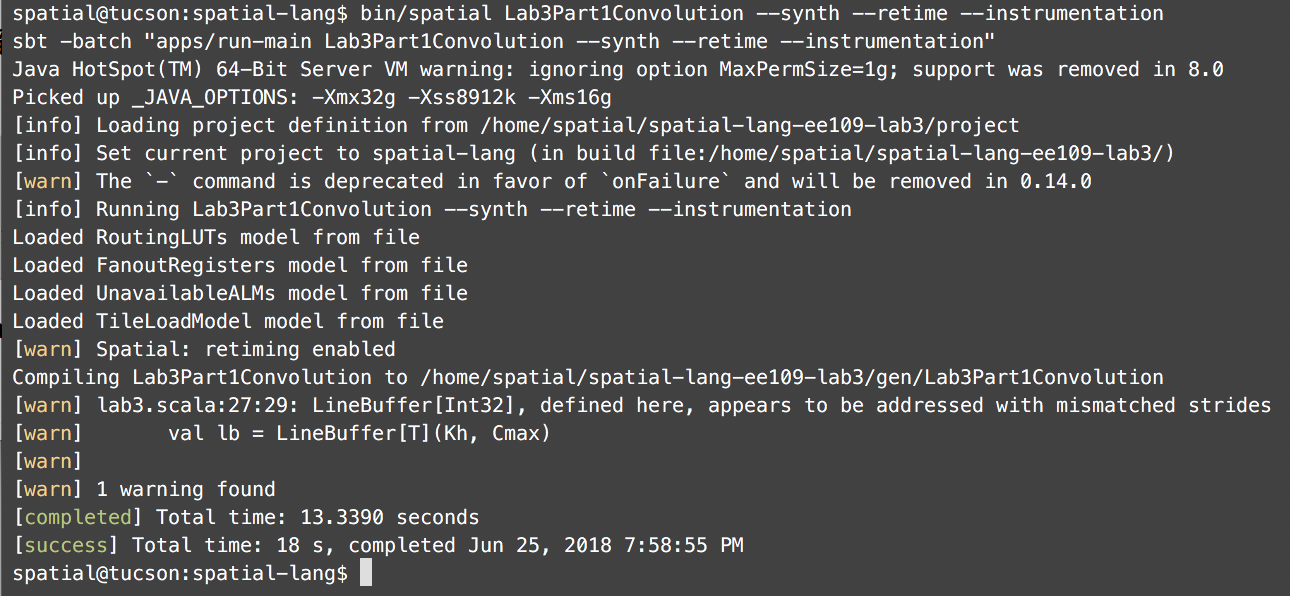 spatial@tucson:spatial-lang$ bin/spatial Lab3Part1Convolution --synth --retime --instrumentation
sbt -batch "apps/run-main Lab3Part1Convolution --synth --retime --instrumentation"
Java HotSpot(TM) 64-Bit Server VM warning: ignoring option MaxPermSize=1g; support was removed in 8.0
Picked up _JAVA_OPTIONS: -Xmx32g -Xss8912k -Xms16g
[info] Loading project definition from /home/spatial/spatial-lang-ee109-lab3/project
[info] Set current project to spatial-lang (in build file:/home/spatial/spatial-lang-ee109-lab3/)
[warn] The `-` command is deprecated in favor of `onFailure` and will be removed in 0.14.0
[info] Running Lab3Part1Convolution --synth --retime --instrumentation
Loaded RoutingLUTs model from file
Loaded FanoutRegisters model from file
Loaded UnavailableALMs model from file
Loaded TileLoadModel model from file
[warn] Spatial: retiming enabled
Compiling Lab3Part1Convolution to /home/spatial/spatial-lang-ee109-lab3/gen/Lab3Part1Convolution
[warn] lab3.scala:27:29: LineBuffer[Int32], defined here, appears to be addressed with mismatched strides
[warn]       val lb = LineBuffer[T](Kh, Cmax)
[warn]
[warn] 1 warning found
[completed] Total time: 13.3390 seconds
[success] Total time: 18 s, completed Jun 25, 2018 7:58:55 PM
spatial@tucson:spatial-lang$